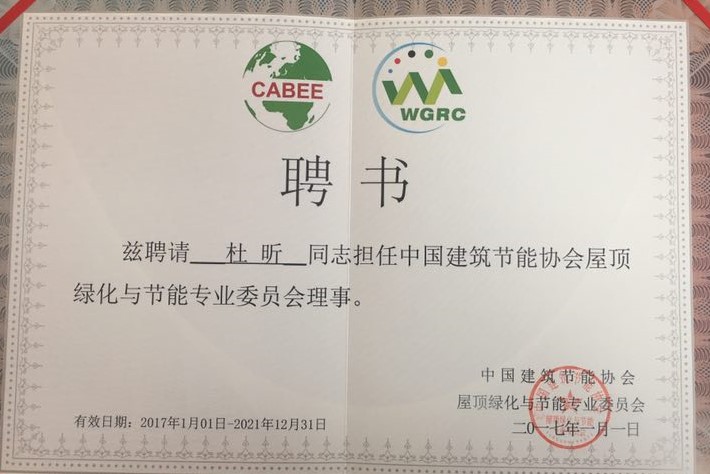 CABEE
WGRC
聘书
兹聘请 杜昕 同志担任中国建筑节能协会屋顶
绿化与节能专业委员会理事。
中国建筑节能协会
屋顶绿化与节能专业委员会
二〇一七年一月一日
有效日期：2017年1月01日-2021年12月31日